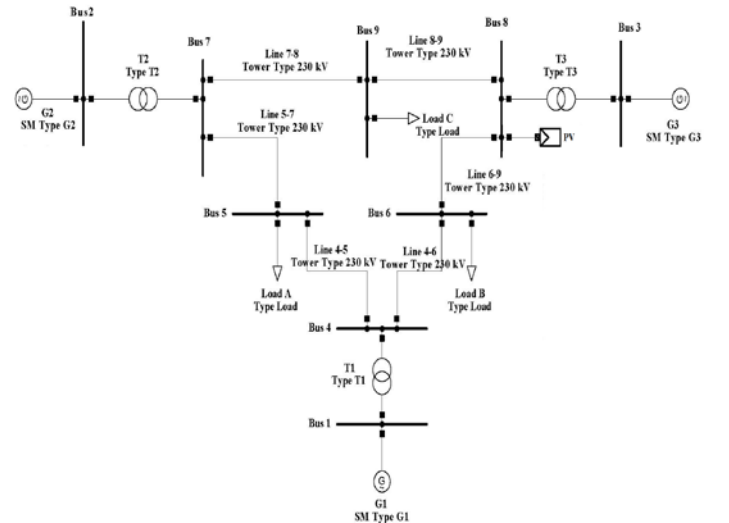 Bus2
Bus 7
Bus 9
Bus 8
Bus 3
T2
Type T2
Line 7-8
Tower Type 230 kV
Line 8-9
Tower Type 230 kV
T3
Type T3
G2
SM Type G2
Line 5-7
Tower Type 230 kV
Load C
Type Load
PV
G3
SM Type G3
Line 6-9
Tower Type 230 kV
Bus 5
Bus 6
Line 4-5
Tower Type 230 kV
Line 4-6
Tower Type 230 kV
Load A
Type Load
Load B
Type Load
Bus 4
T1
Type T1
Bus 1
G
G1
SM Type G1